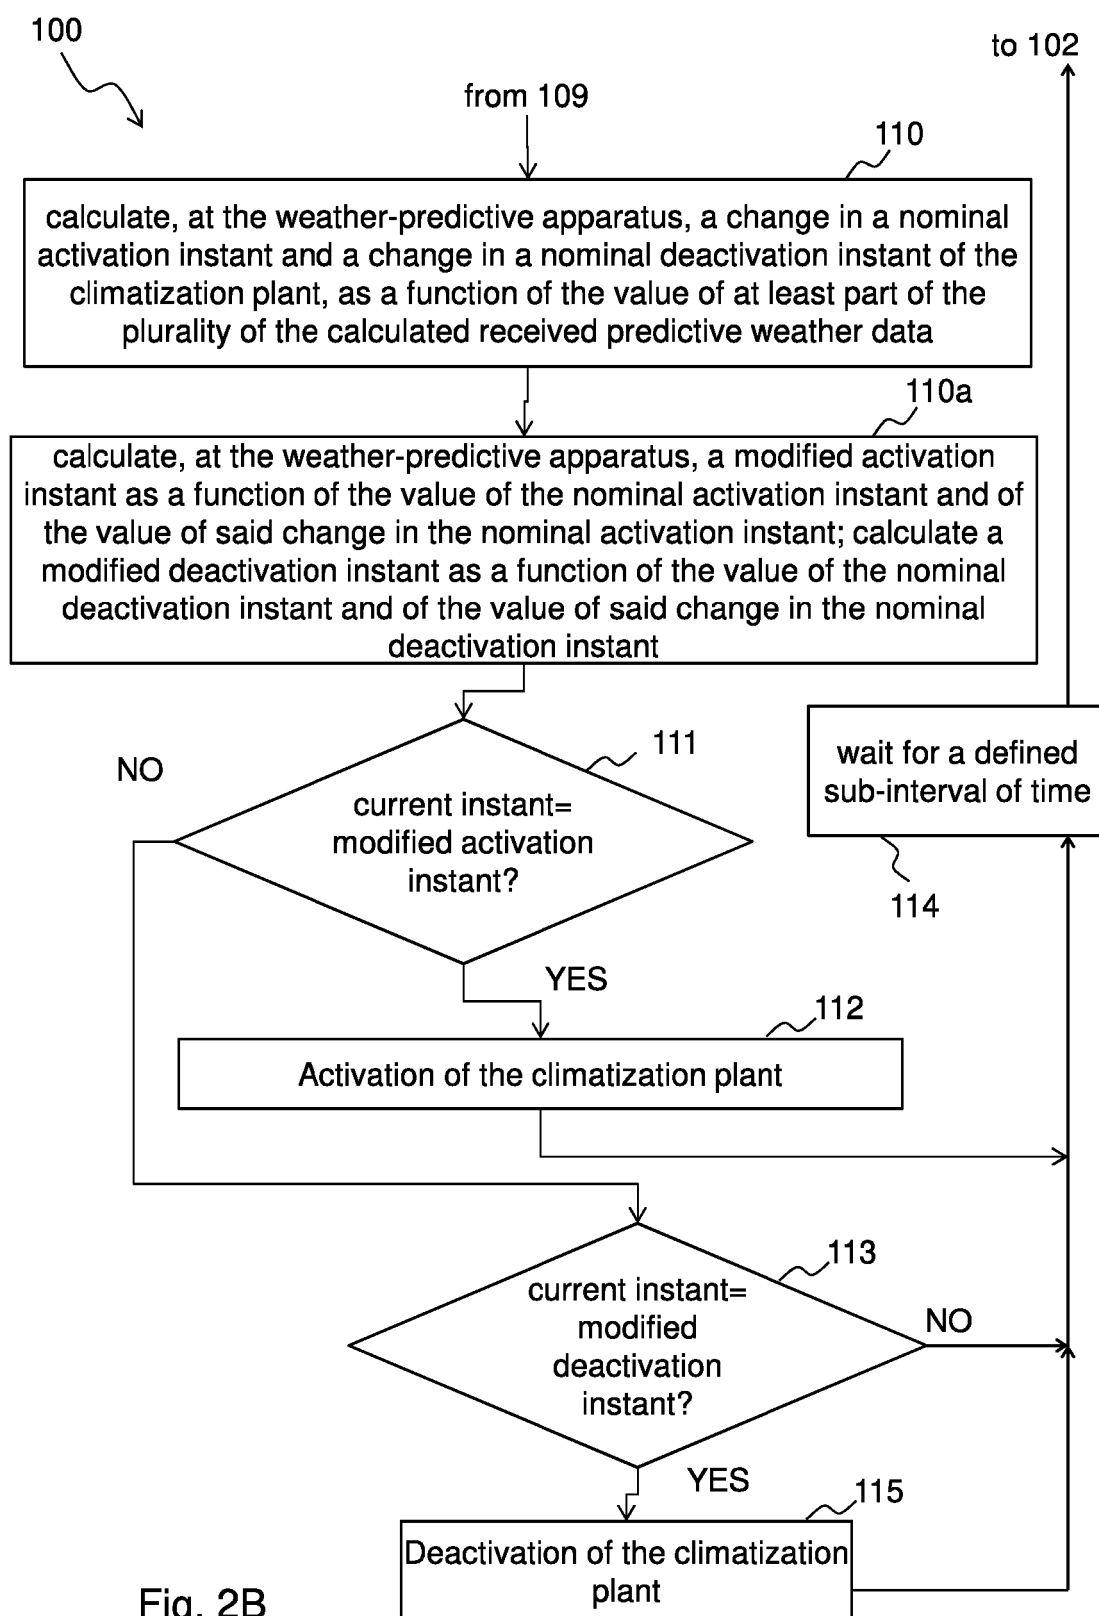 100
to 102
from 109
110
calculate, at the weather-predictive apparatus, a change in a nominal
activation instant and a change in a nominal deactivation instant of the
climatization plant, as a function of the value of at least part of the
plurality of the calculated received predictive weather data
110a
calculate, at the weather-predictive apparatus, a modified activation
instant as a function of the value of the nominal activation instant and of
the value of said change in the nominal activation instant; calculate a
modified deactivation instant as a function of the value of the nominal
deactivation instant and of the value of said change in the nominal
deactivation instant
111
NO
current instant=
modified activation
instant?
wait for a defined
sub-interval of time
114
YES
112
Activation of the climatization plant
113
current instant=
modified
deactivation
instant?
NO
YES
115
Deactivation of the climatization
plant
Fig. 2B